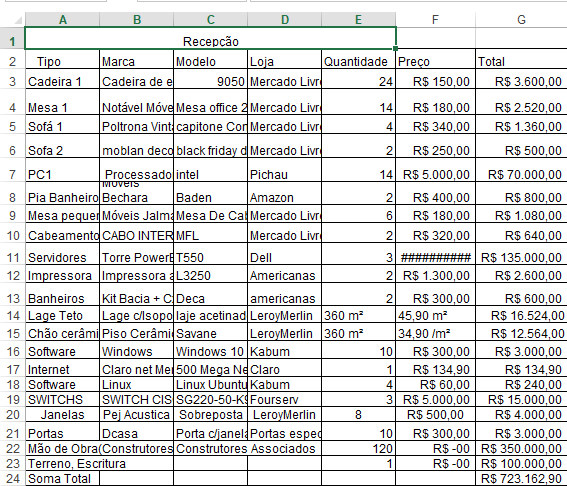 A B C D E F G
1 Recepção
2 Tipo Marca Modelo Loja Quantidade Preço Total
3 Cadeira 1 Cadeira de e 9050 Mercado Livre 24 R$ 150,00 R$ 3.600,00
4 Mesa 1 Notável Móve Mesa office 2 Mercado Livre 14 R$ 180,00 R$ 2.520,00
5 Sofá 1 Poltrona Vinta capitone Con Mercado Livre 4 R$ 340,00 R$ 1.360,00
6 Sofa 2 moblan deco black friday d Mercado Livre 2 R$ 250,00 R$ 500,00
7 PC1 Processado intel Pichau 14 R$ 5.000,00 R$ 70.000,00
Móveis
8 Pia Banheiro Bechara Baden Amazon 2 R$ 400,00 R$ 800,00
9 Mesa pequen Móveis Jalma Mesa De Cab Mercado Livre 6 R$ 180,00 R$ 1.080,00
10 Cabeamento CABO INTER MFL Mercado Livre 2 R$ 320,00 R$ 640,00
11 Servidores Torre PowerE T550 Dell 3 ########## R$ 135.000,00
12 Impressora Impressora a L3250 Americanas 2 R$ 1.300,00 R$ 2.600,00
13 Banheiros Kit Bacia + C Deca americanas 2 R$ 300,00 R$ 600,00
14 Lage Teto Lage c/Isopo laje acetinad LeroyMerlin 360 m² 45,90 m² R$ 16.524,00
15 Chão cerâmi Piso Cerâmi Savane LeroyMerlin 360 m² 34,90 /m² R$ 12.564,00
16 Software Windows Windows 10 Kabum 10 R$ 300,00 R$ 3.000,00
17 Internet Claro net Mer 500 Mega Ne Claro 1 R$ 134,90 R$ 134,90
18 Software Linux Linux Ubuntu Kabum 4 R$ 60,00 R$ 240,00
19 SWITCHS SWITCH CIS SG220-50-K9 Fourserv 3 R$ 5.000,00 R$ 15.000,00
20 Janelas Pej Acustica Sobreposta LeroyMerlin 8 R$ 500,00 R$ 4.000,00
21 Portas Dcasa Porta c/janela Portas espec 10 R$ 300,00 R$ 3.000,00
22 Mão de Obra( Construtores Construtores Associados 120 R$ -00 R$ 350.000,00
23 Terreno, Escritura 1 R$ -00 R$ 100.000,00
24 Soma Total R$ 723.162,90